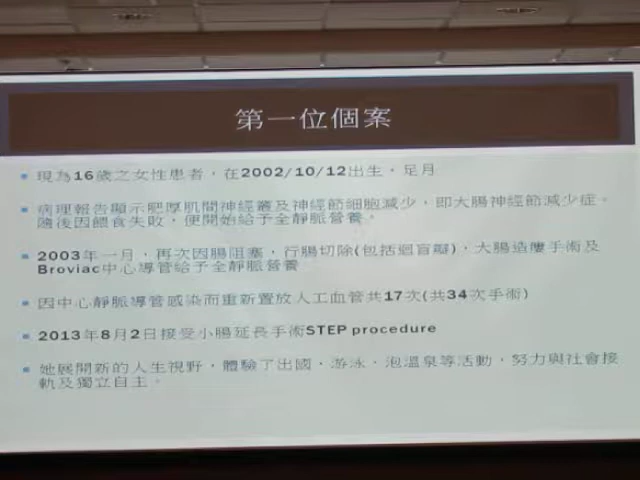 第一位個案
現為16歲之女性患者，在2002/10/12出生，足月
病理報告顯示肥厚肌間神經叢及神經節細胞減少，即大腸神經節減少症。
隨後因餵食失敗，便開始給予全靜脈營養。
2003年一月，再次因腸阻塞，行腸切除(包括迴盲瓣)，大腸造廔手術及
Broviac中心導管給予全靜脈營養
因中心靜脈導管感染而重新置放人工血管共17次(共34次手術)
2013年8月2日接受小腸延長手術STEP procedure
她展開新的人生視野，體驗了出國，游泳，泡溫泉等活動，努力與社會接
軌及獨立自主。